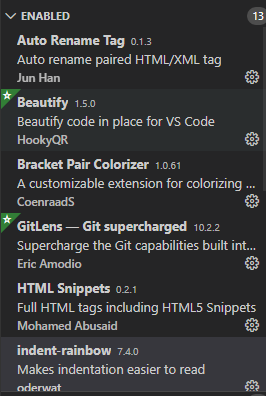 ENABLED 13
Auto Rename Tag 0.1.3
Auto rename paired HTML/XML tag
Jun Han
Beautify 1.5.0
Beautify code in place for VS Code
HookyQR
Bracket Pair Colorizer 1.0.61
A customizable extension for colorizing ...
CoenraadS
GitLens — Git supercharged 10.2.2
Supercharge the Git capabilities built int...
Eric Amodio
HTML Snippets 0.2.1
Full HTML tags including HTML5 Snippets
Mohamed Abusaid
indent-rainbow 7.4.0
Makes indentation easier to read
oderwat